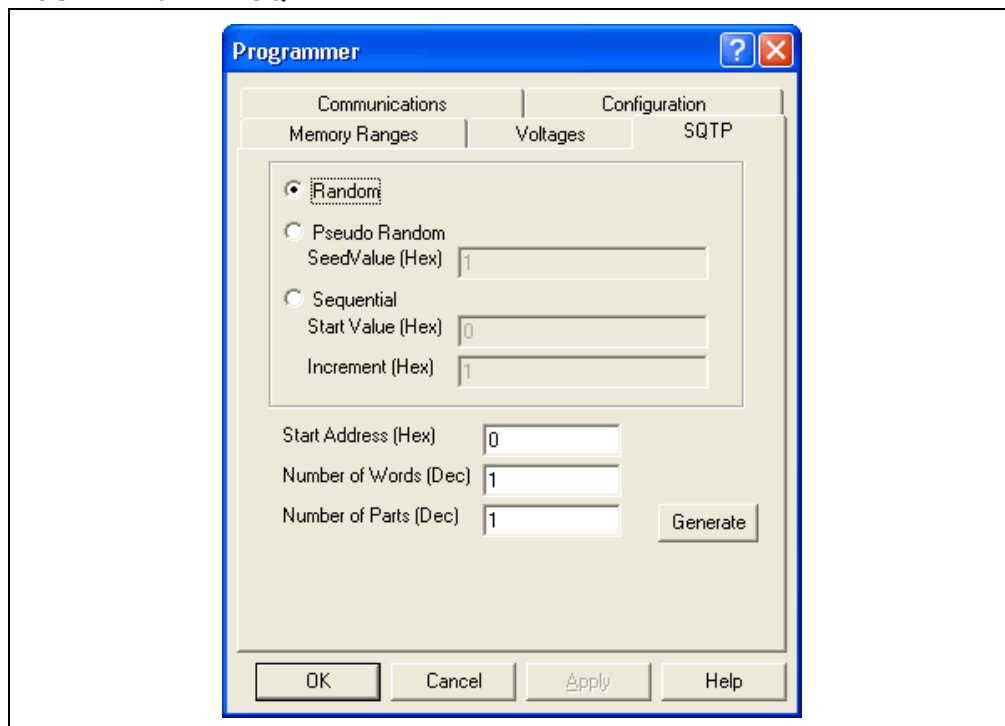 Programmer
Communications Configuration
Memory Ranges Voltages SQTP
Random
Pseudo Random
SeedValue (Hex) 1
Sequential
Start Value (Hex) 0
Increment (Hex) 1
Start Address (Hex) 0
Number of Words (Dec) 1
Number of Parts (Dec) 1
Generate
OK Cancel Apply Help